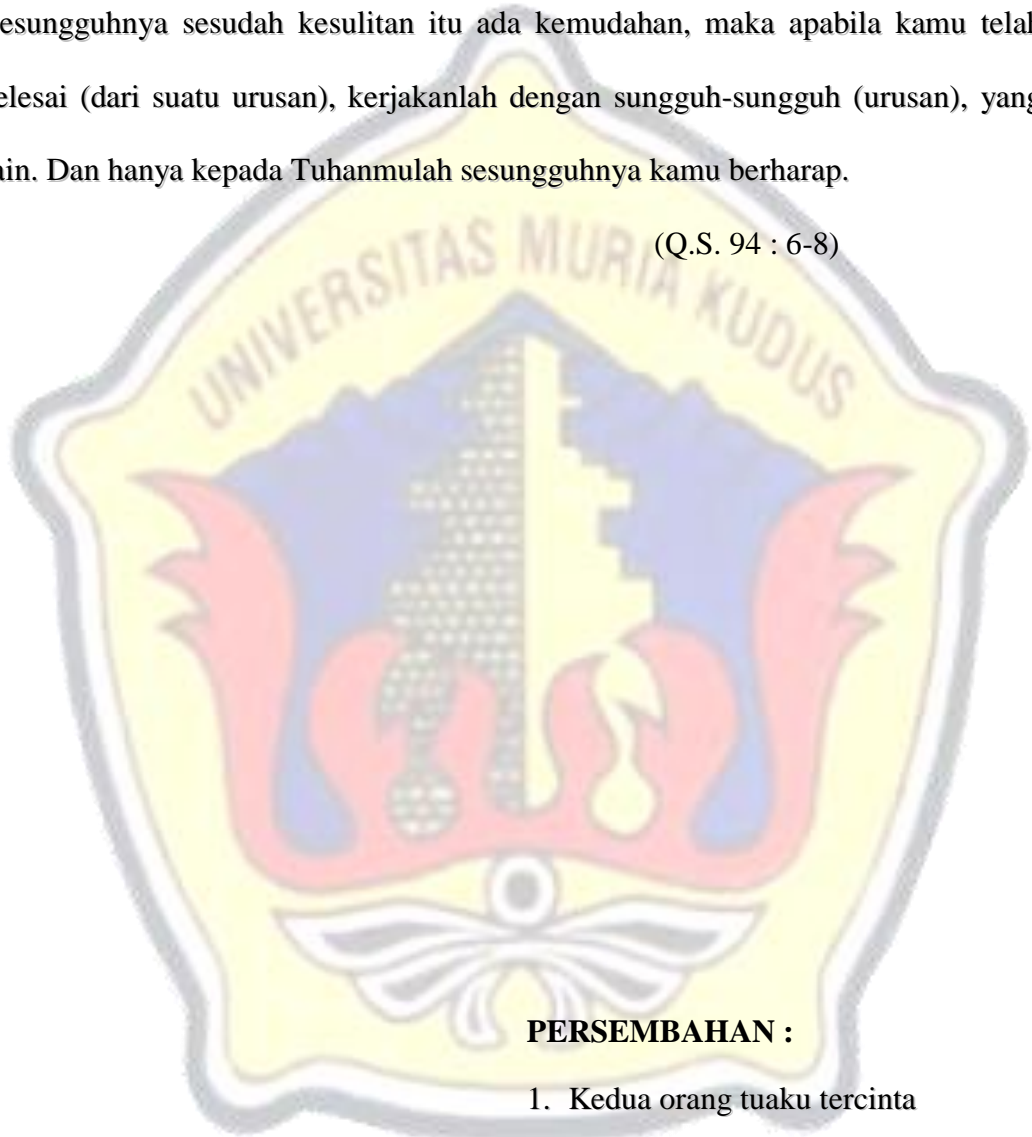 esungguhnya sesudah kesulitan itu ada kemudahan, maka apabila kamu telah
elesai (dari suatu urusan), kerjakanlah dengan sungguh-sungguh (urusan), yang
ain. Dan hanya kepada Tuhanmulah sesungguhnya kamu berharap.
(Q.S. 94 : 6-8)
UNIVERSITAS MURIA KUDUS
PERSEMBAHAN :
1. Kedua orang tuaku tercinta